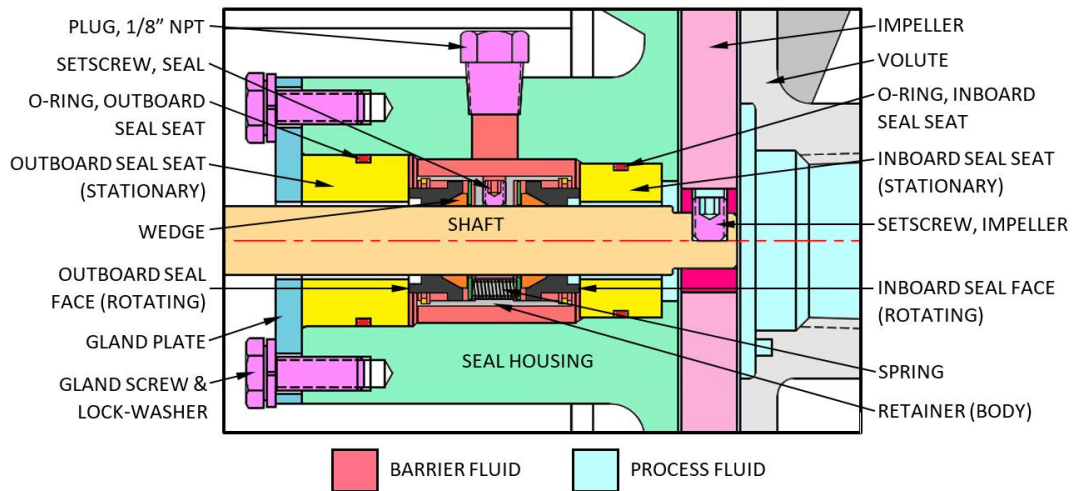 PLUG, 1/8” NPT
SETSCREW, SEAL
O-RING, OUTBOARD
SEAL SEAT
OUTBOARD SEAL SEAT
(STATIONARY)
WEDGE
OUTBOARD SEAL
FACE (ROTATING)
GLAND PLATE
GLAND SCREW &
LOCK-WASHER
SHAFT
SEAL HOUSING
IMPELLER
VOLUTE
O-RING, INBOARD
SEAL SEAT
INBOARD SEAL SEAT
(STATIONARY)
SETSCREW, IMPELLER
INBOARD SEAL FACE
(ROTATING)
SPRING
RETAINER (BODY)
BARRIER FLUID
PROCESS FLUID